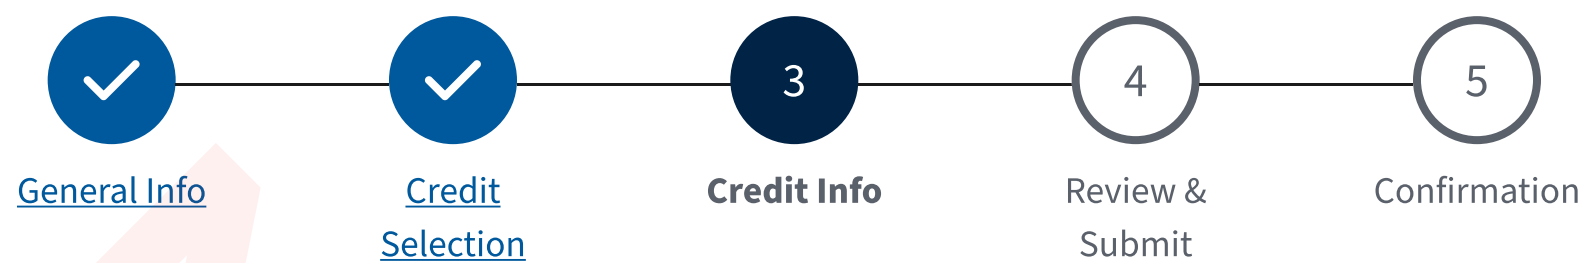 3
4
5
General Info
Credit
Selection
Credit Info
Review &
Submit
Confirmation